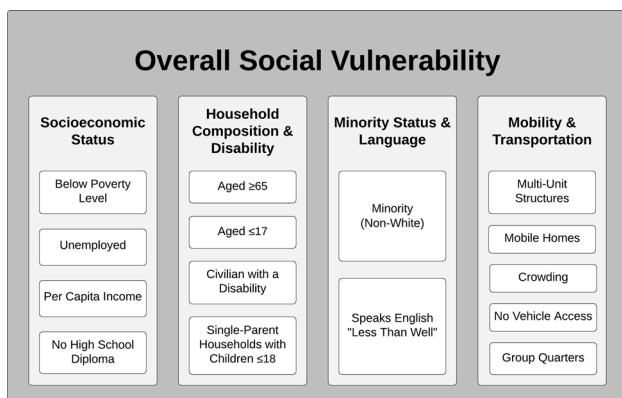 Overall Social Vulnerability
Socioeconomic
Status
Below Poverty
Level
Unemployed
Per Capita Income
No High School
Diploma
Household
Composition &
Disability
Aged ≥65
Aged ≤17
Civilian with a
Disability
Single-Parent
Households with
Children ≤18
Minority Status &
Language
Minority
(Non-White)
Speaks English
"Less Than Well"
Mobility &
Transportation
Multi-Unit
Structures
Mobile Homes
Crowding
No Vehicle Access
Group Quarters